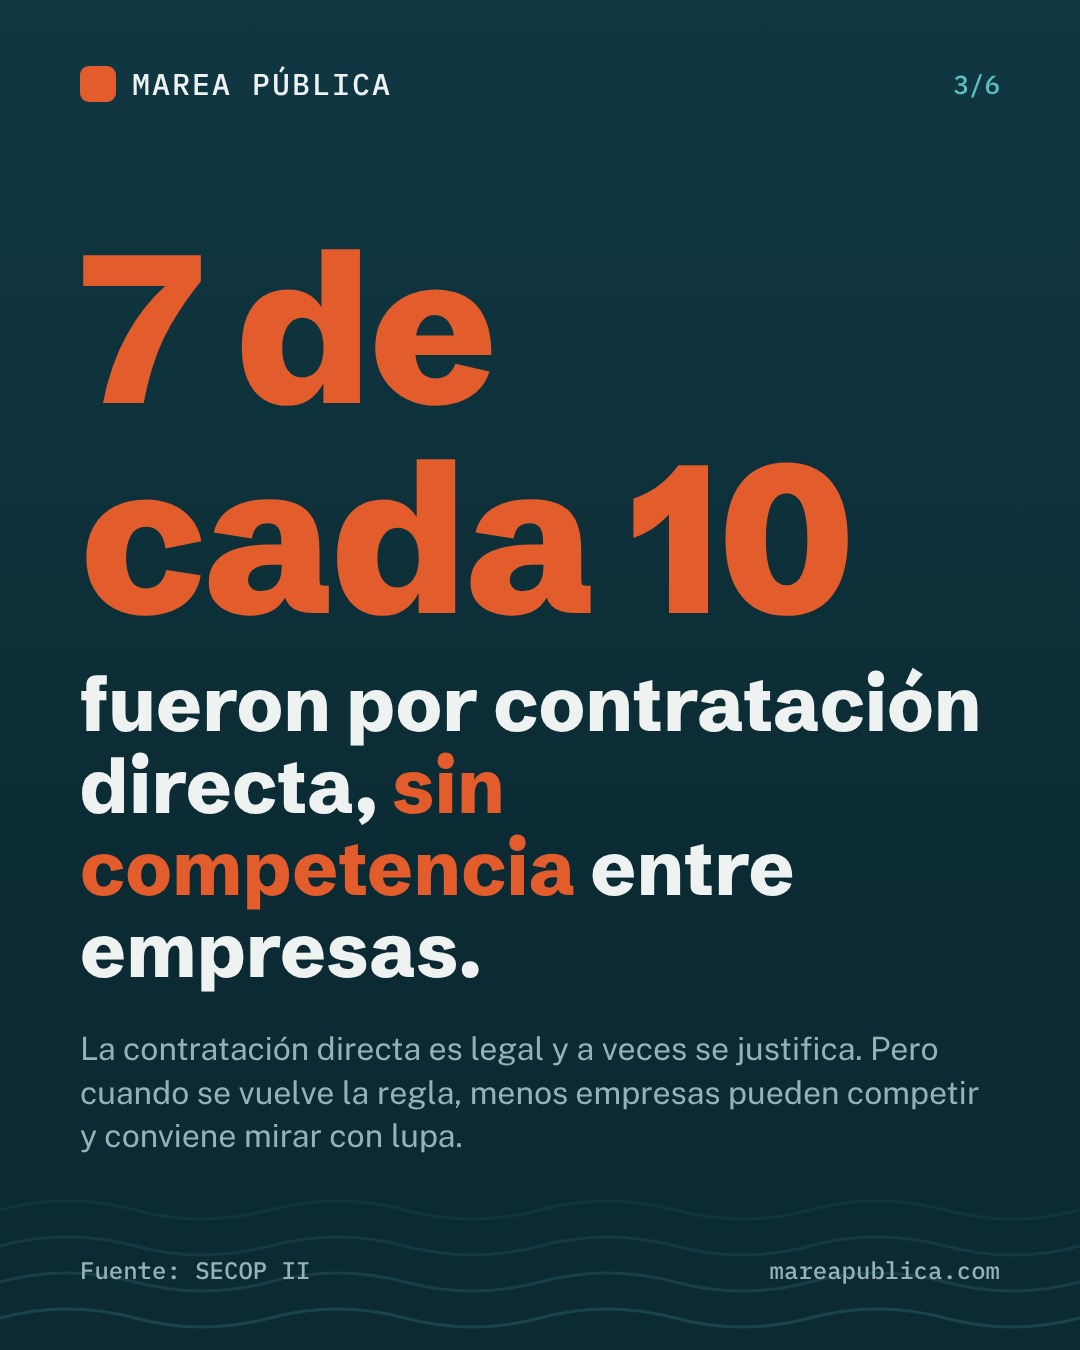 MAREA PÚBLICA
3/6
7 de
cada 10
fueron por contratación
directa, sin
competencia entre
empresas.
La contratación directa es legal y a veces se justifica. Pero
cuando se vuelve la regla, menos empresas pueden competir
y conviene mirar con lupa.
Fuente: SECOP II
mareapublica.com